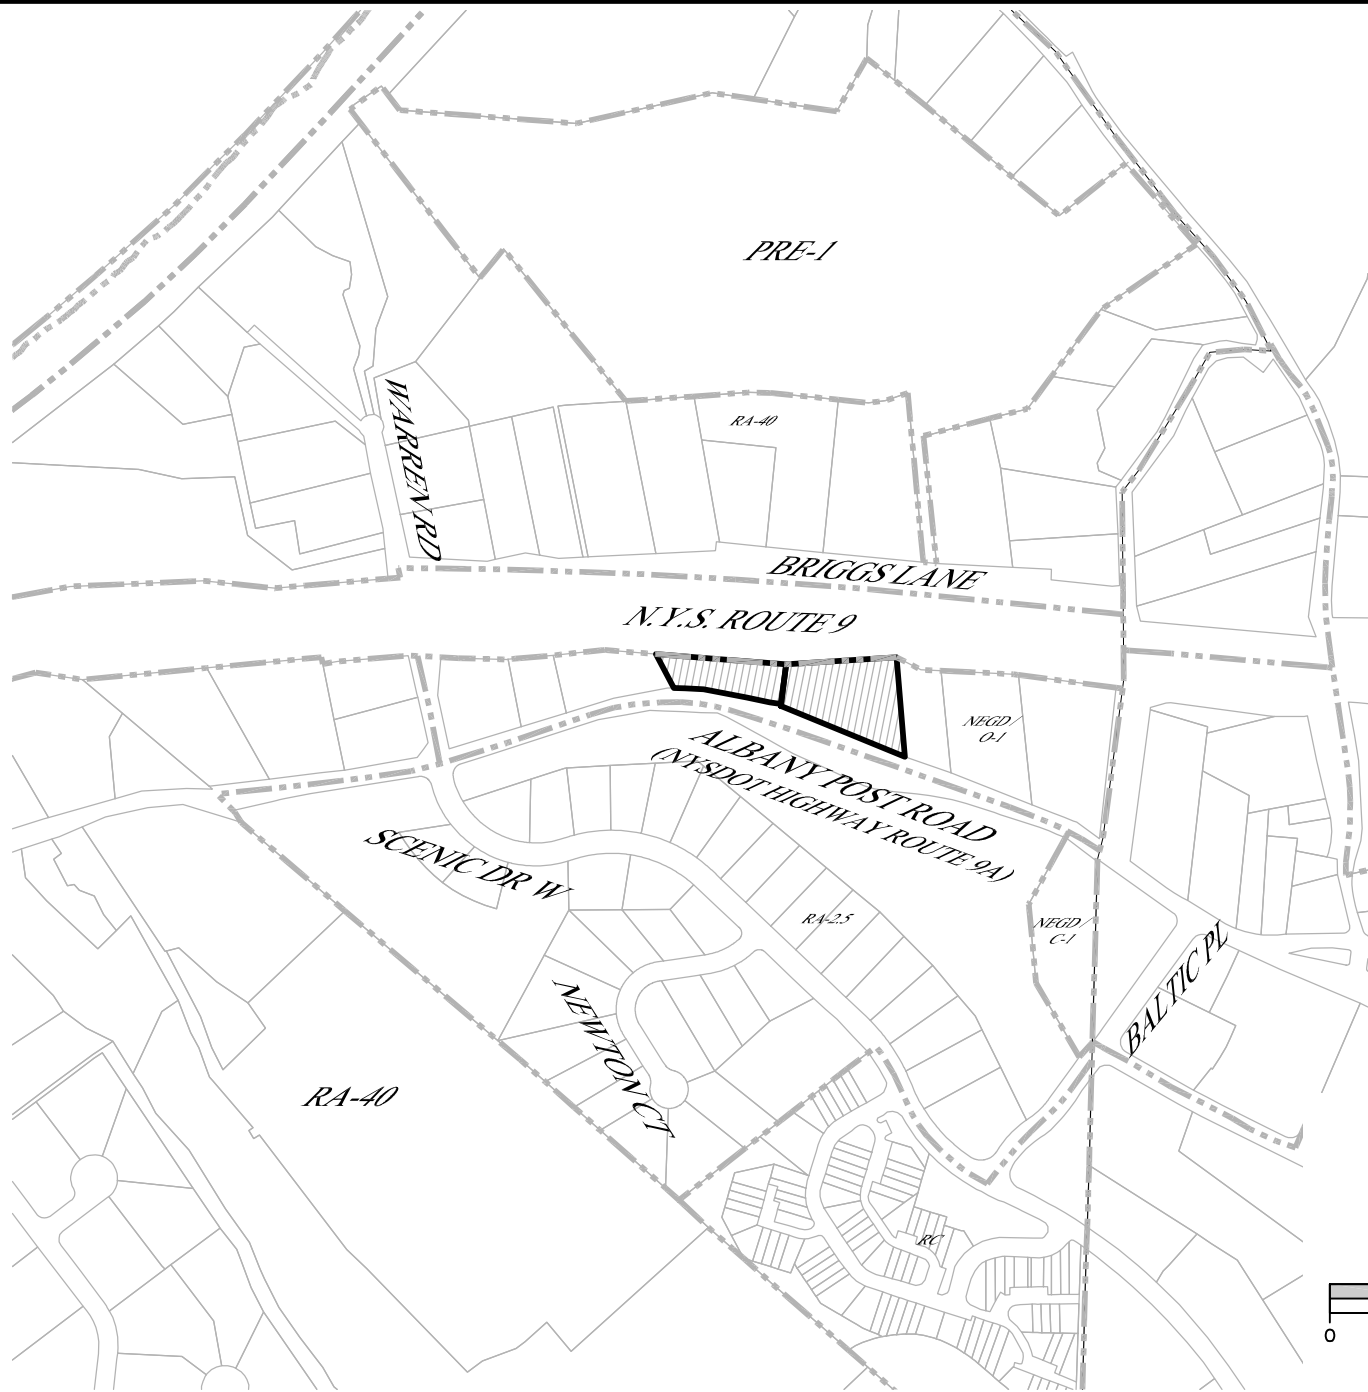 PRE-1
WARREN RD
RA-40
BRIGGS LANE
N.Y.S. ROUTE 9
NEGD/
O-1
ALBANY POST ROAD
(NYSDOT HIGHWAY ROUTE 9A)
SCENIC DR W
RA-2.5
NEGD/
C-1
BALTIC PL
NEWTON CT
RA-40
RC
0